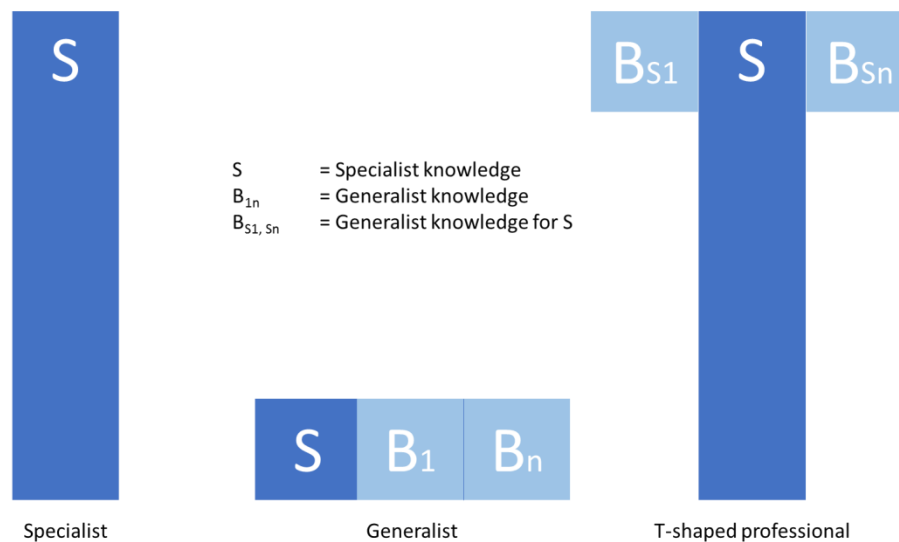 S
B_S1 S B_Sn
S = Specialist knowledge
B_1n = Generalist knowledge
B_S1, Sn = Generalist knowledge for S
S B_1 B_n
Specialist Generalist T-shaped professional